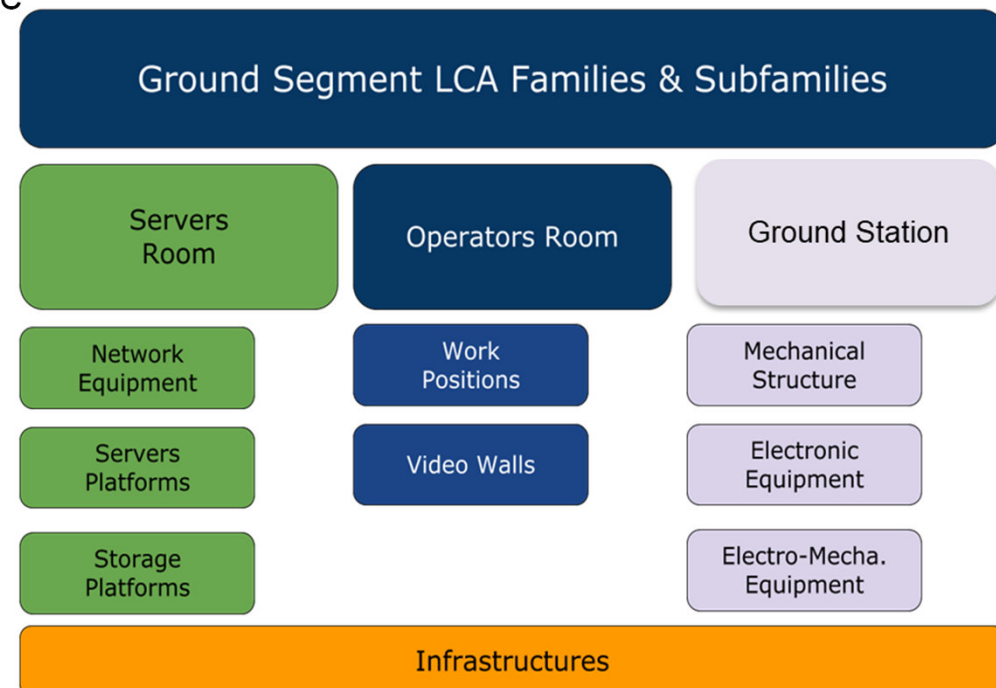 Ground Segment LCA Families & Subfamilies
Servers
Room
Operators Room
Ground Station
Network
Equipment
Work
Positions
Mechanical
Structure
Servers
Platforms
Video Walls
Electronic
Equipment
Storage
Platforms
Electro-Mecha.
Equipment
Infrastructures